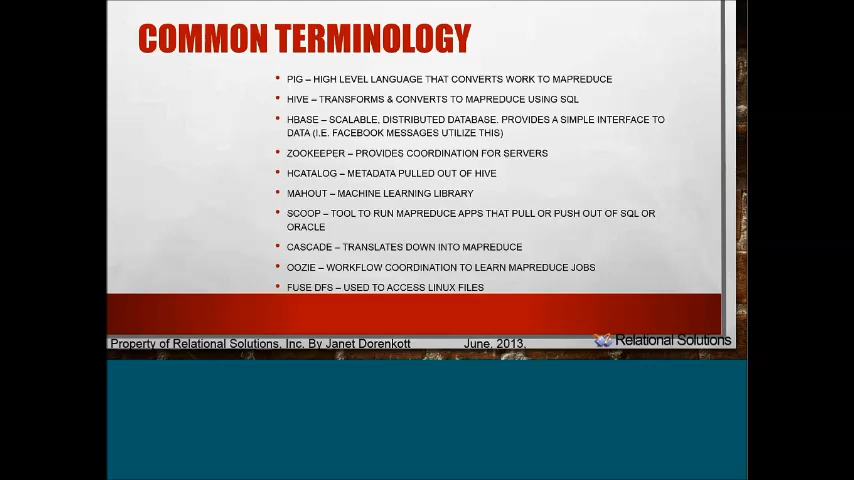 COMMON TERMINOLOGY
• PIG – HIGH LEVEL LANGUAGE THAT CONVERTS WORK TO MAPREDUCE
• HIVE – TRANSFORMS & CONVERTS TO MAPREDUCE USING SQL
• HBASE – SCALABLE, DISTRIBUTED DATABASE. PROVIDES A SIMPLE INTERFACE TO
DATA (I.E. FACEBOOK MESSAGES UTILIZE THIS)
• ZOOKEEPER – PROVIDES COORDINATION FOR SERVERS
• HCATALOG – METADATA PULLED OUT OF HIVE
• MAHOUT – MACHINE LEARNING LIBRARY
• SCOOP – TOOL TO RUN MAPREDUCE APPS THAT PULL OR PUSH OUT OF SQL OR
ORACLE
• CASCADE – TRANSLATES DOWN INTO MAPREDUCE
• OOZIE – WORKFLOW COORDINATION TO LEARN MAPREDUCE JOBS
• FUSE DFS – USED TO ACCESS LINUX FILES
Property of Relational Solutions, Inc. By Janet Dorenkott June, 2013, Relational Solutions